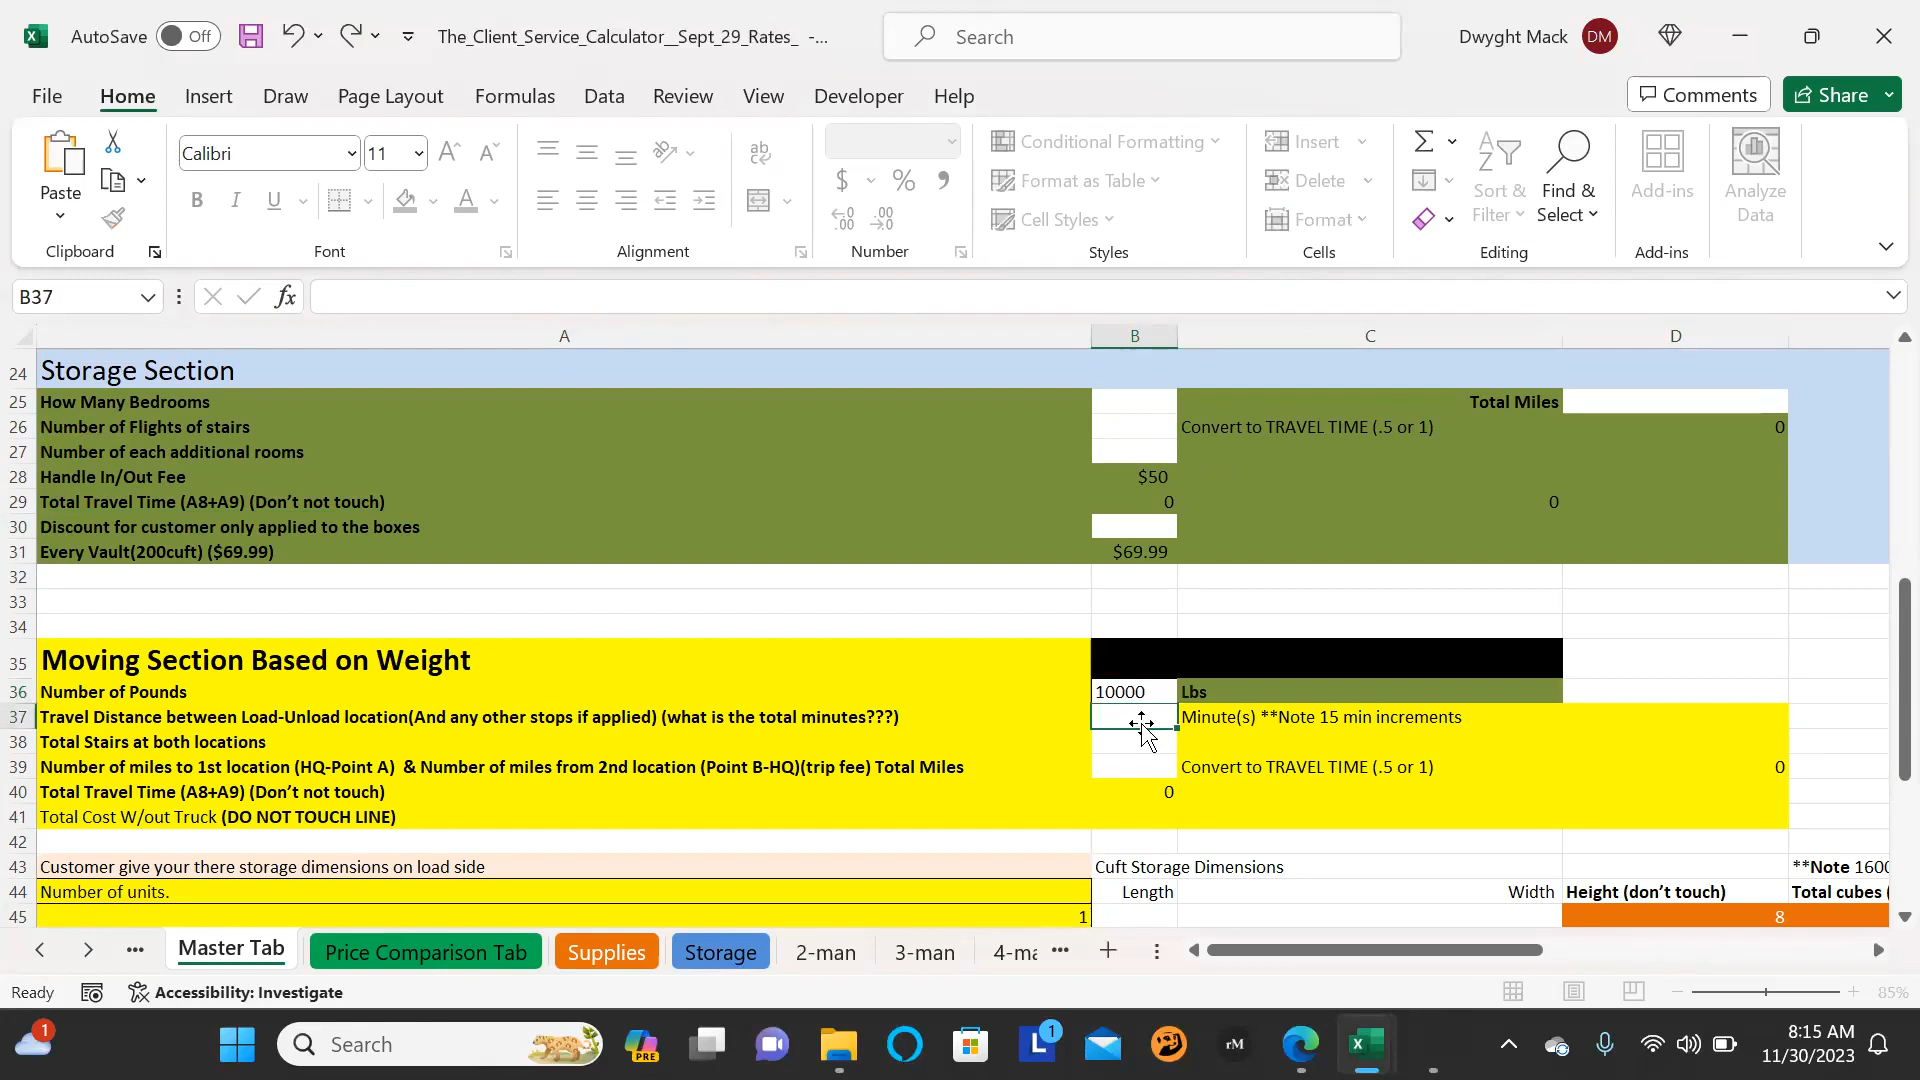 AutoSave Off The_Client_Service_Calculator__Sept_29_Rates_ -... Search Dwyght Mack DM
File Home Insert Draw Page Layout Formulas Data Review View Developer Help Comments Share
Paste Calibri 11 A^ A˅ ab Conditional Formatting Insert Σ A Z
B I U A $ % 9 Format as Table Delete Sort & Filter Find & Select Add-ins Analyze Data
.00 .00 Cell Styles Format
Clipboard Font Alignment Number Styles Cells Editing Add-ins
B37 fx
A B C D
24 Storage Section
25 How Many Bedrooms Total Miles
26 Number of Flights of stairs Convert to TRAVEL TIME (.5 or 1) 0
27 Number of each additional rooms
28 Handle In/Out Fee $50
29 Total Travel Time (A8+A9) (Don't not touch) 0 0
30 Discount for customer only applied to the boxes
31 Every Vault(200cuft) ($69.99) $69.99
32
33
34
35 Moving Section Based on Weight
36 Number of Pounds 10000 Lbs
37 Travel Distance between Load-Unload location(And any other stops if applied) (what is the total minutes???) Minute(s) **Note 15 min increments
38 Total Stairs at both locations
39 Number of miles to 1st location (HQ-Point A) & Number of miles from 2nd location (Point B-HQ)(trip fee) Total Miles Convert to TRAVEL TIME (.5 or 1) 0
40 Total Travel Time (A8+A9) (Don't not touch) 0
41 Total Cost W/out Truck (DO NOT TOUCH LINE)
42
43 Customer give your there storage dimensions on load side Cuft Storage Dimensions **Note 1600
44 Number of units. Length Width Height (don't touch) Total cubes (
45 1 8
Master Tab Price Comparison Tab Supplies Storage 2-man 3-man 4-ma
Ready Accessibility: Investigate 85%
1 Search PRE L 1 rM 8:15 AM
11/30/2023